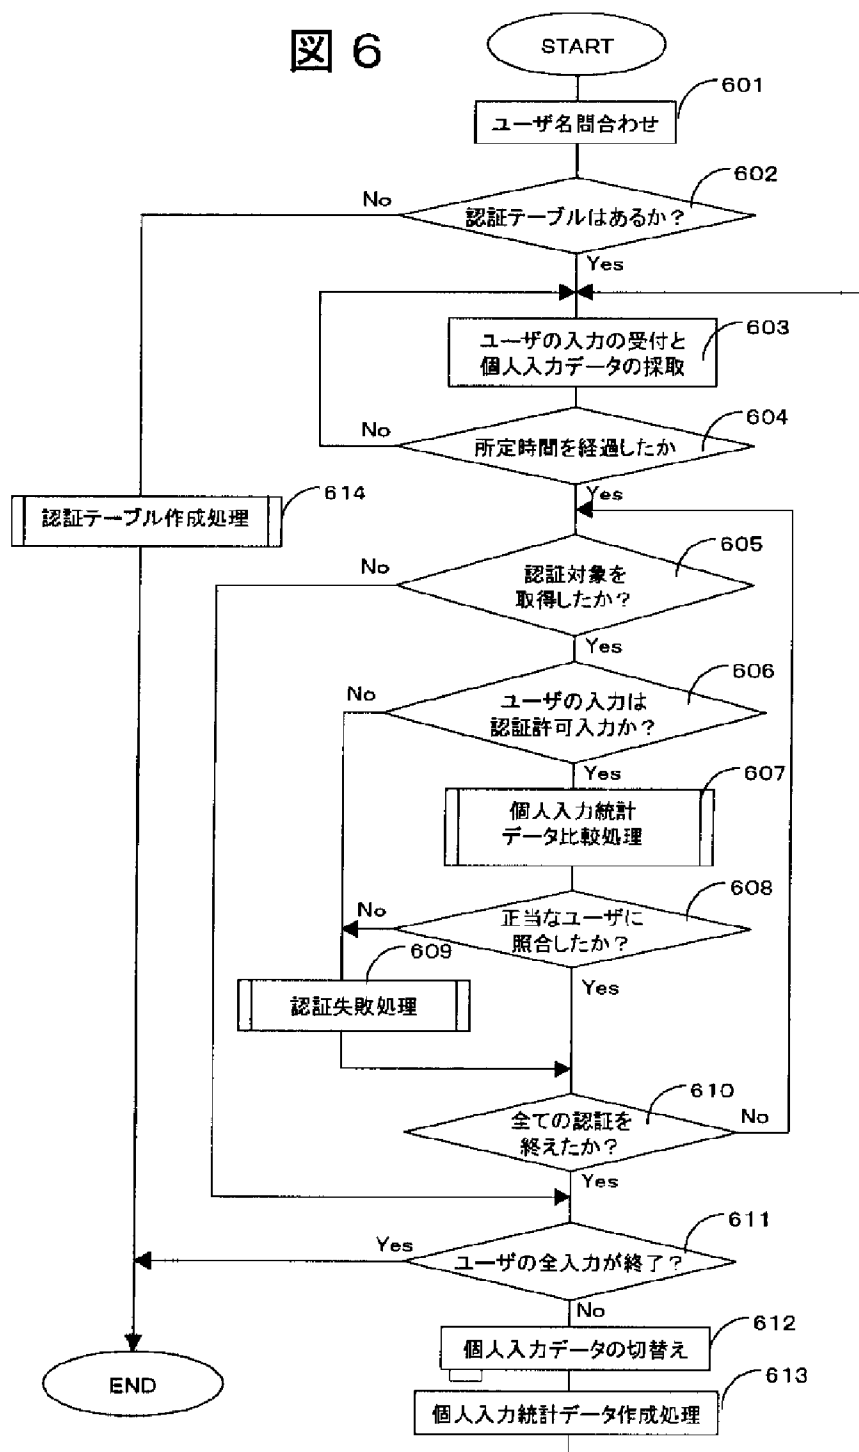 図 6
START
601
ユーザ名問合わせ
602
No
認証テーブルはあるか？
Yes
603
ユーザの入力の受付と
個人入力データの採取
604
No
所定時間を経過したか
Yes
614
認証テーブル作成処理
605
No
認証対象を
取得したか？
Yes
606
No
ユーザの入力は
認証許可入力か？
Yes
607
個人入力統計
データ比較処理
608
No
正当なユーザに
照合したか？
609
Yes
認証失敗処理
610
全ての認証を
終えたか？
No
Yes
611
Yes
ユーザの全入力が終了？
No
612
個人入力データの切替え
END
613
個人入力統計データ作成処理